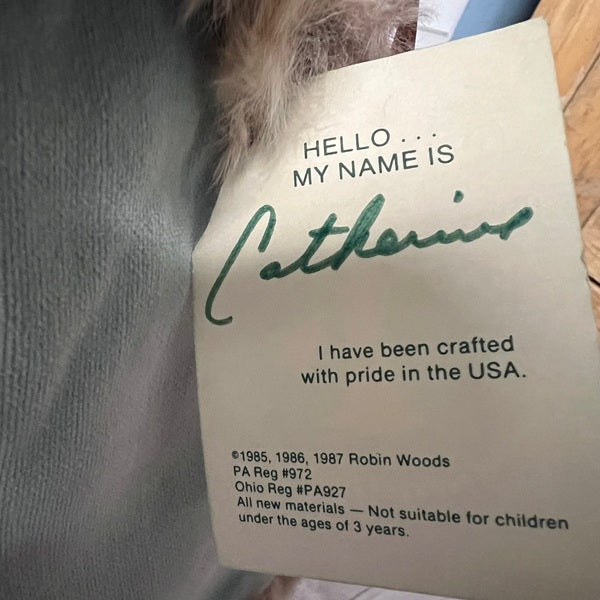 HELLO . . .
MY NAME IS
Catherine
I have been crafted
with pride in the USA.
©1985, 1986, 1987 Robin Woods
PA Reg #972
Ohio Reg #PA927
All new materials — Not suitable for children
under the ages of 3 years.